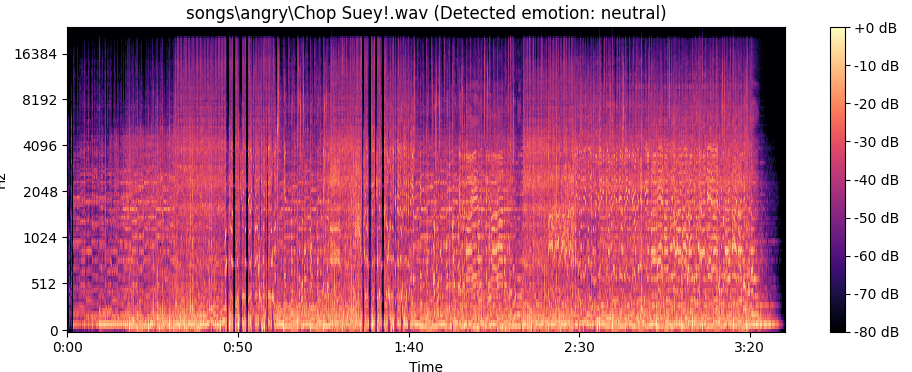 songs\angry\Chop Suey!.wav (Detected emotion: neutral)
16384
8192
4096
2048
1024
512
0
Hz
0:00 0:50 1:40 2:30 3:20
Time
+0 dB
-10 dB
-20 dB
-30 dB
-40 dB
-50 dB
-60 dB
-70 dB
-80 dB